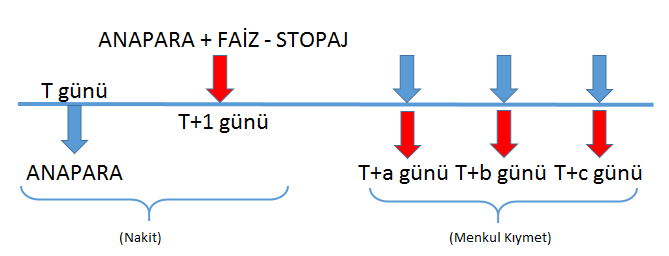 ANAPARA + FAİZ - STOPAJ
T günü
T+1 günü
ANAPARA
T+a günü T+b günü T+c günü
(Nakit)
(Menkul Kıymet)